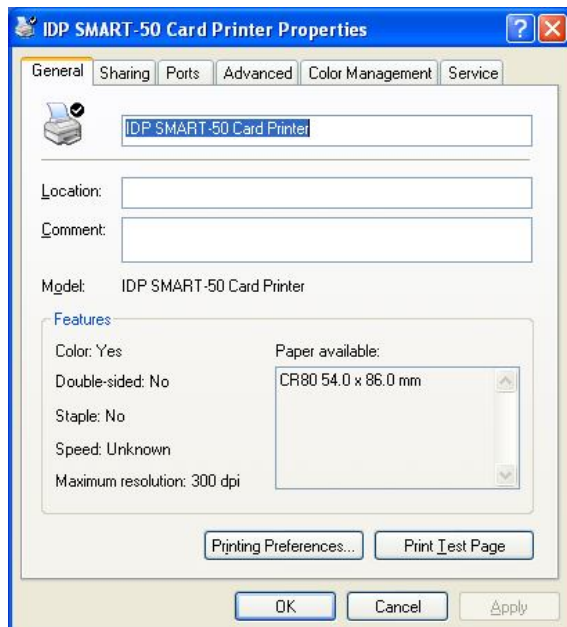 IDP SMART-50 Card Printer Properties
General Sharing Ports Advanced Color Management Service
IDP SMART-50 Card Printer
Location:
Comment:
Model: IDP SMART-50 Card Printer
Features
Color: Yes
Paper available:
Double-sided: No
CR80 54.0 x 86.0 mm
Staple: No
Speed: Unknown
Maximum resolution: 300 dpi
Printing Preferences... Print Test Page
OK Cancel Apply